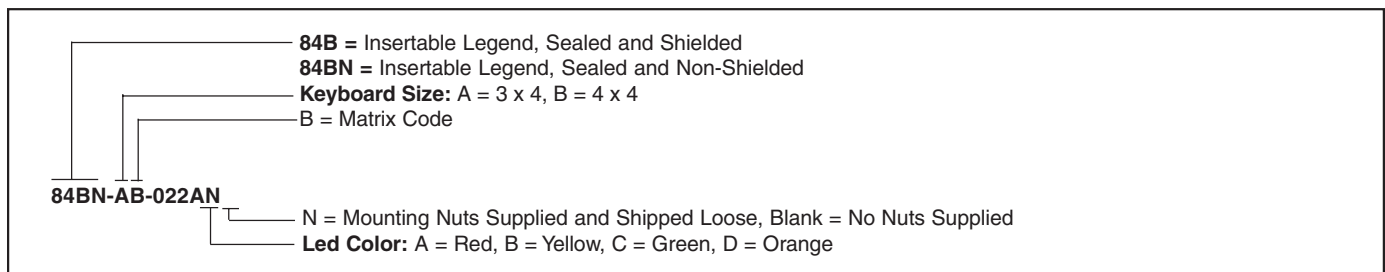 84B = Insertable Legend, Sealed and Shielded
84BN = Insertable Legend, Sealed and Non-Shielded
Keyboard Size: A = 3 x 4, B = 4 x 4
B = Matrix Code
84BN-AB-022AN
N = Mounting Nuts Supplied and Shipped Loose, Blank = No Nuts Supplied
Led Color: A = Red, B = Yellow, C = Green, D = Orange